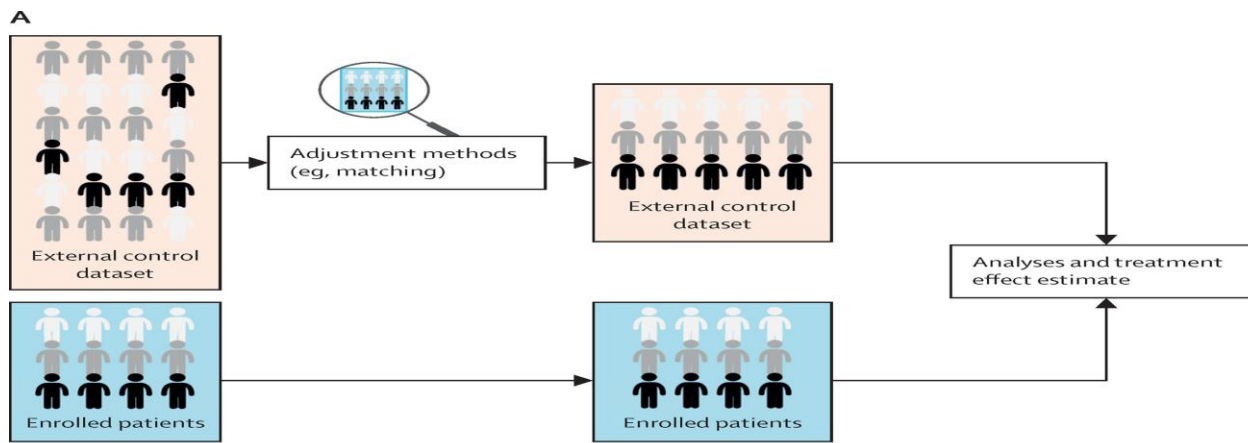 A
External control
dataset
Adjustment methods
(eg, matching)
External control
dataset
Analyses and treatment
effect estimate
Enrolled patients
Enrolled patients